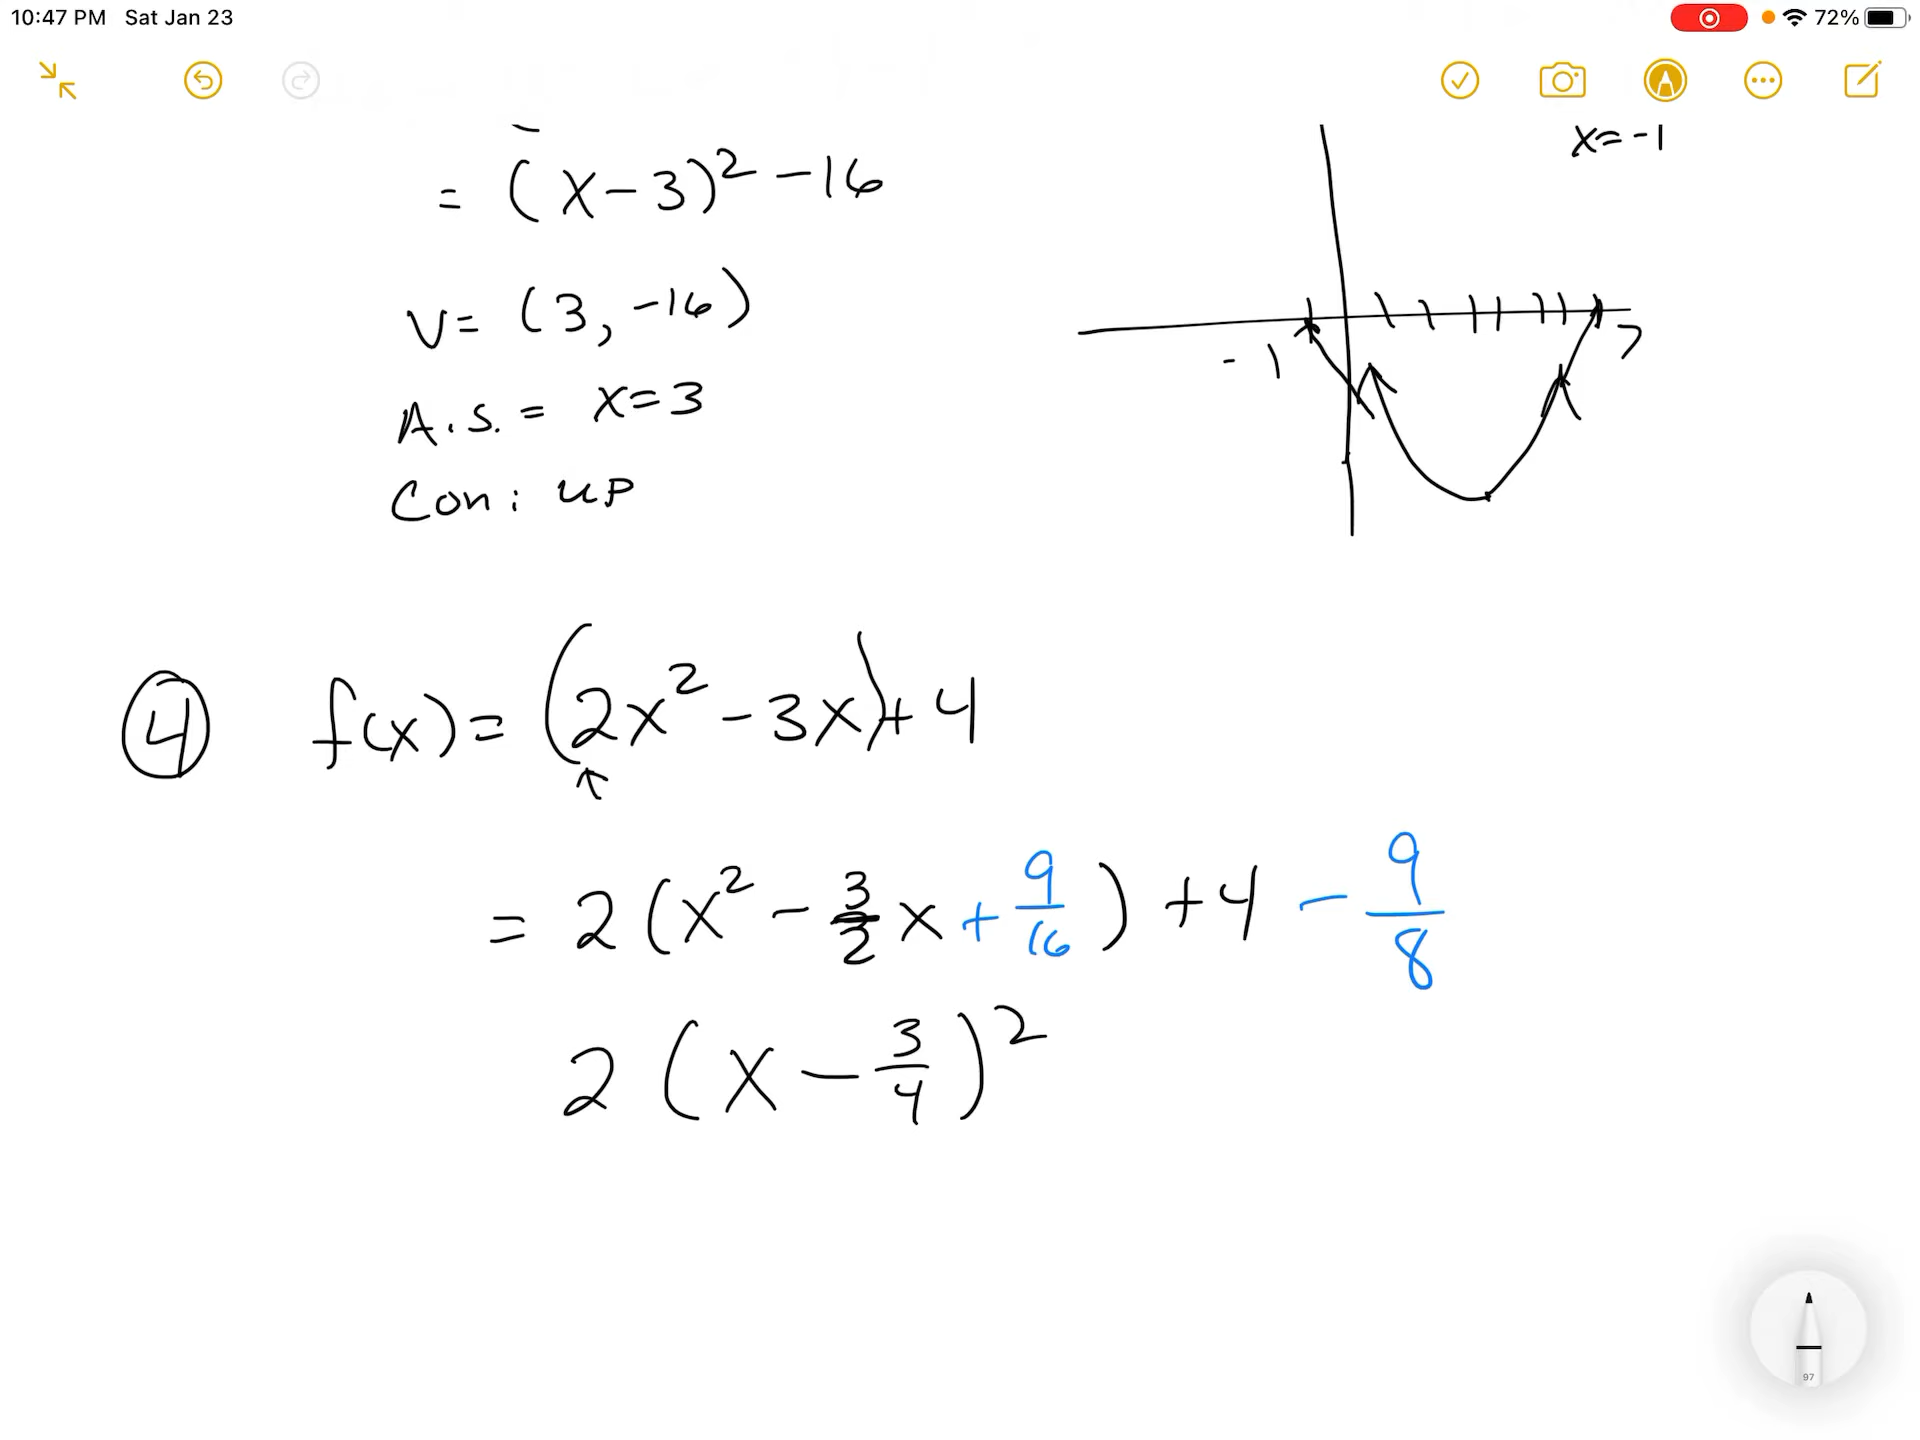 10:47 PM Sat Jan 23 72%
= (x-3)² -16
x=-1
V= (3, -16)
A.S. = x=3
Con: up
-1 7
④ f(x)= (2x² -3x)+4
= 2(x² - 3/2 x + 9/16) +4 - 9/8
2(x - 3/4)²
97